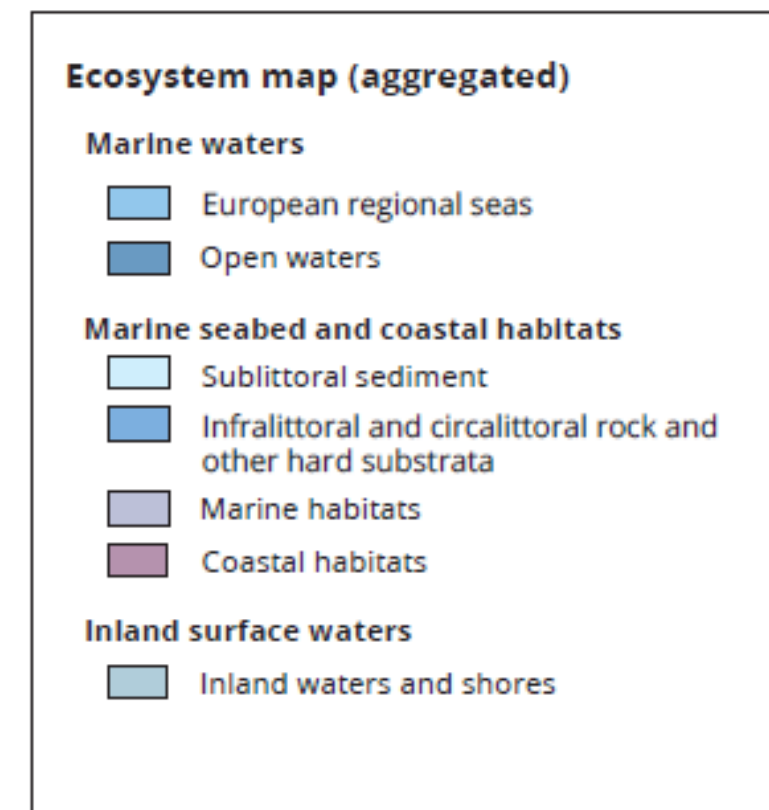 Ecosystem map (aggregated)
Marine waters
European regional seas
Open waters
Marine seabed and coastal habitats
Sublittoral sediment
Infralittoral and circalittoral rock and
other hard substrata
Marine habitats
Coastal habitats
Inland surface waters
Inland waters and shores